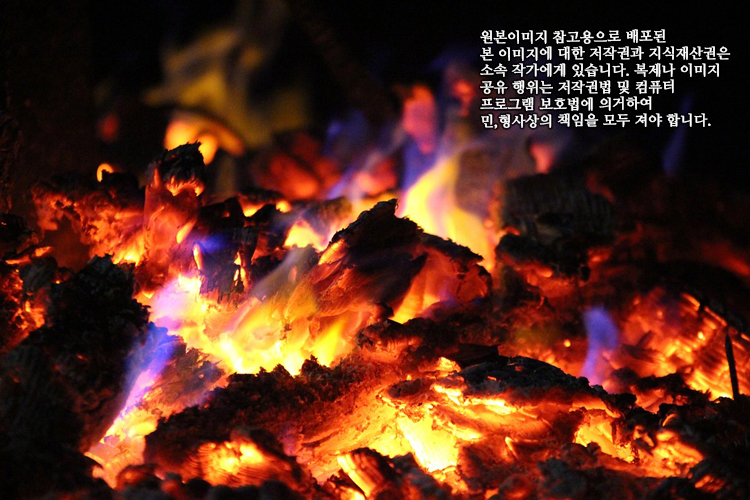 원본이미지 참고용으로 배포된
본 이미지에 대한 저작권과 지식재산권은
소속 작가에게 있습니다. 복제나 이미지
공유 행위는 저작권법 및 컴퓨터
프로그램 보호법에 의거하여
민,형사상의 책임을 모두 져야 합니다.